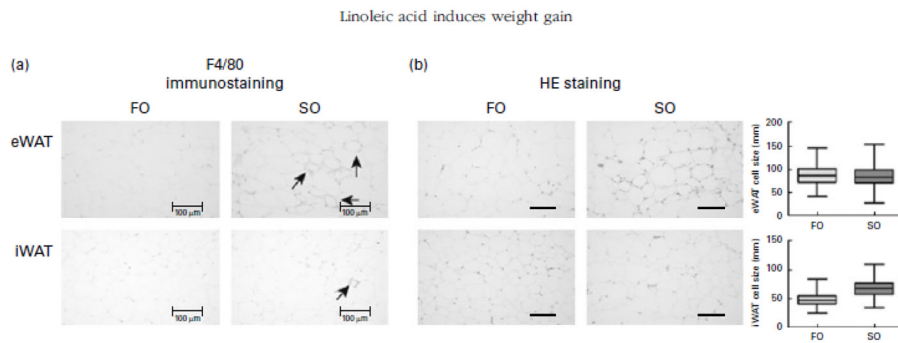 Linoleic acid induces weight gain
(a)
F4/80
immunostaining
FO
SO
eWAT
100 μm
100 μm
iWAT
100 μm
100 μm
(b)
HE staining
FO
SO
eWAT cell size (mm)
200
150
100
50
0
FO
SO
iWAT cell size (mm)
150
100
50
0
FO
SO